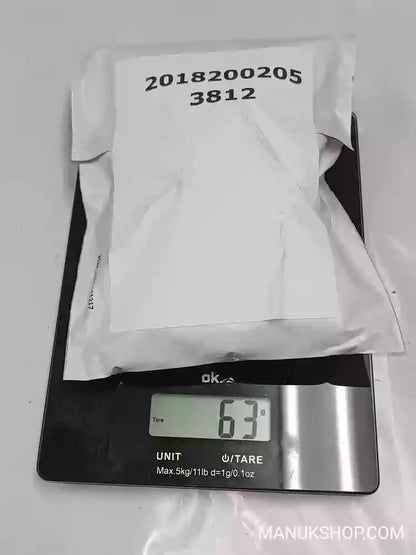 2018200205
3812
ok.
Tare
63 g
UNIT
⏻/TARE
Max.5kg/11lb d=1g/0.1oz
MANUKSHOP.COM